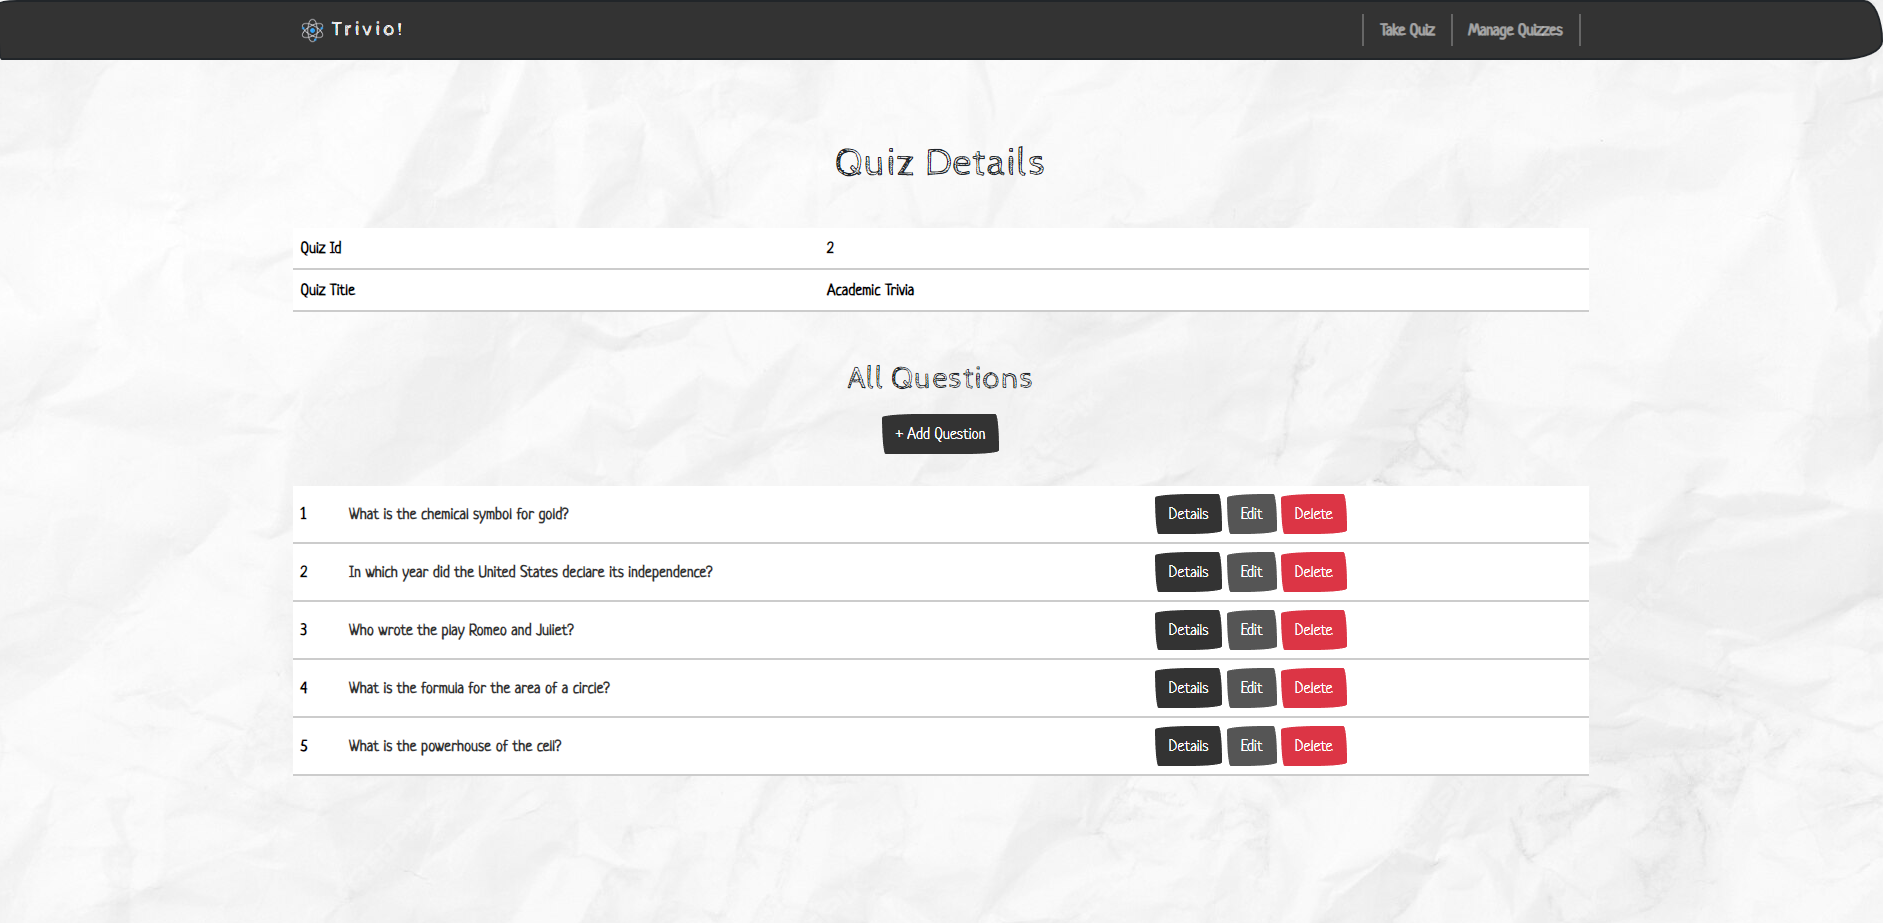 Trivio! Take Quiz Manage Quizzes
Quiz Details
Quiz Id 2
Quiz Title Academic Trivia
All Questions
+ Add Question
1 What is the chemical symbol for gold? Details Edit Delete
2 In which year did the United States declare its independence? Details Edit Delete
3 Who wrote the play Romeo and Juliet? Details Edit Delete
4 What is the formula for the area of a circle? Details Edit Delete
5 What is the powerhouse of the cell? Details Edit Delete